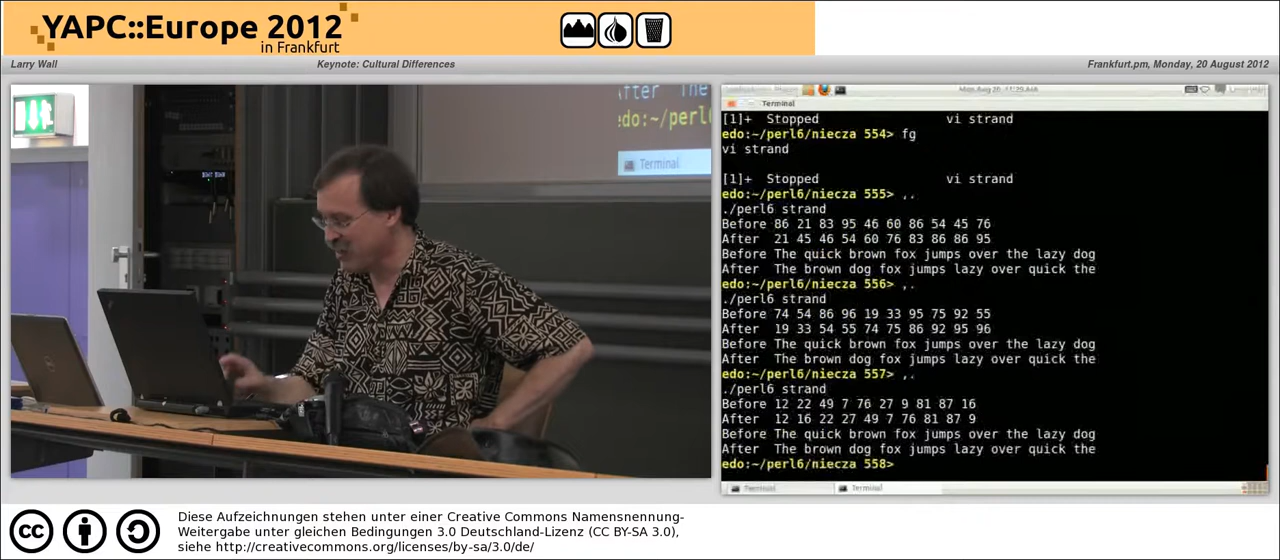 YAPC::Europe 2012
in Frankfurt
Larry Wall
Keynote: Cultural Differences
Frankfurt.pm, Monday, 20 August 2012
After The
edo:~/perl
Terminal
Terminal
[1]+ Stopped vi strand
edo:~/perl6/niecza 554> fg
vi strand
[1]+ Stopped vi strand
edo:~/perl6/niecza 555> ,.
./perl6 strand
Before 86 21 83 95 46 60 86 54 45 76
After 21 45 46 54 60 76 83 86 86 95
Before The quick brown fox jumps over the lazy dog
After The brown dog fox jumps lazy over quick the
edo:~/perl6/niecza 556> ,.
./perl6 strand
Before 74 54 86 96 19 33 95 75 92 55
After 19 33 54 55 74 75 86 92 95 96
Before The quick brown fox jumps over the lazy dog
After The brown dog fox jumps lazy over quick the
edo:~/perl6/niecza 557> ,.
./perl6 strand
Before 12 22 49 7 76 27 9 81 87 16
After 12 16 22 27 49 7 76 81 87 9
Before The quick brown fox jumps over the lazy dog
After The brown dog fox jumps lazy over quick the
edo:~/perl6/niecza 558>
Terminal Terminal
cc
Diese Aufzeichnungen stehen unter einer Creative Commons Namensnennung-
Weitergabe unter gleichen Bedingungen 3.0 Deutschland-Lizenz (CC BY-SA 3.0),
siehe http://creativecommons.org/licenses/by-sa/3.0/de/